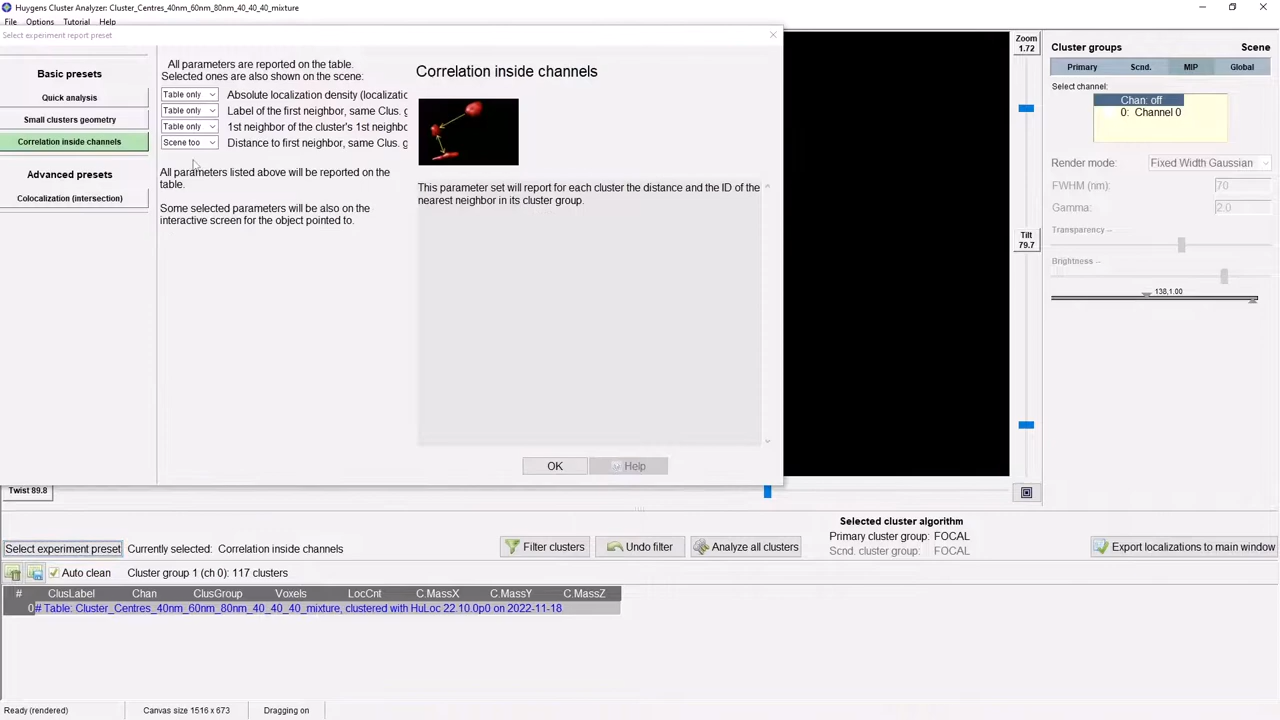 Huygens Cluster Analyzer: Cluster_Centres_40nm_60nm_80nm_40_40_40_mixture
File Options Tutorial Help
Select experiment report preset
Basic presets
Quick analysis
Small clusters geometry
Correlation inside channels
Advanced presets
Colocalization (intersection)
All parameters are reported on the table.
Selected ones are also shown on the scene:
Table only Absolute localization density (localizatic
Table only Label of the first neighbor, same Clus. g
Table only 1st neighbor of the cluster's 1st neighbc
Scene too Distance to first neighbor, same Clus. g
All parameters listed above will be reported on the
table.
Some selected parameters will be also on the
interactive screen for the object pointed to.
Correlation inside channels
This parameter set will report for each cluster the distance and the ID of the
nearest neighbor in its cluster group.
OK Help
Zoom
1.72
Tilt
79.7
Twist 89.8
Cluster groups Scene
Primary Scnd. MIP Global
Select channel:
Chan: off
0: Channel 0
Render mode: Fixed Width Gaussian
FWHM (nm): 70
Gamma: 2.0
Transparency --
Brightness --
138,1.00
Selected cluster algorithm
Primary cluster group: FOCAL
Scnd. cluster group: FOCAL
Select experiment preset Currently selected: Correlation inside channels
Filter clusters Undo filter Analyze all clusters
Export localizations to main window
Auto clean Cluster group 1 (ch 0): 117 clusters
# ClusLabel Chan ClusGroup Voxels LocCnt C.MassX C.MassY C.MassZ
0 # Table: Cluster_Centres_40nm_60nm_80nm_40_40_40_mixture, clustered with HuLoc 22.10.0p0 on 2022-11-18
Ready (rendered) Canvas size 1516 x 673 Dragging on